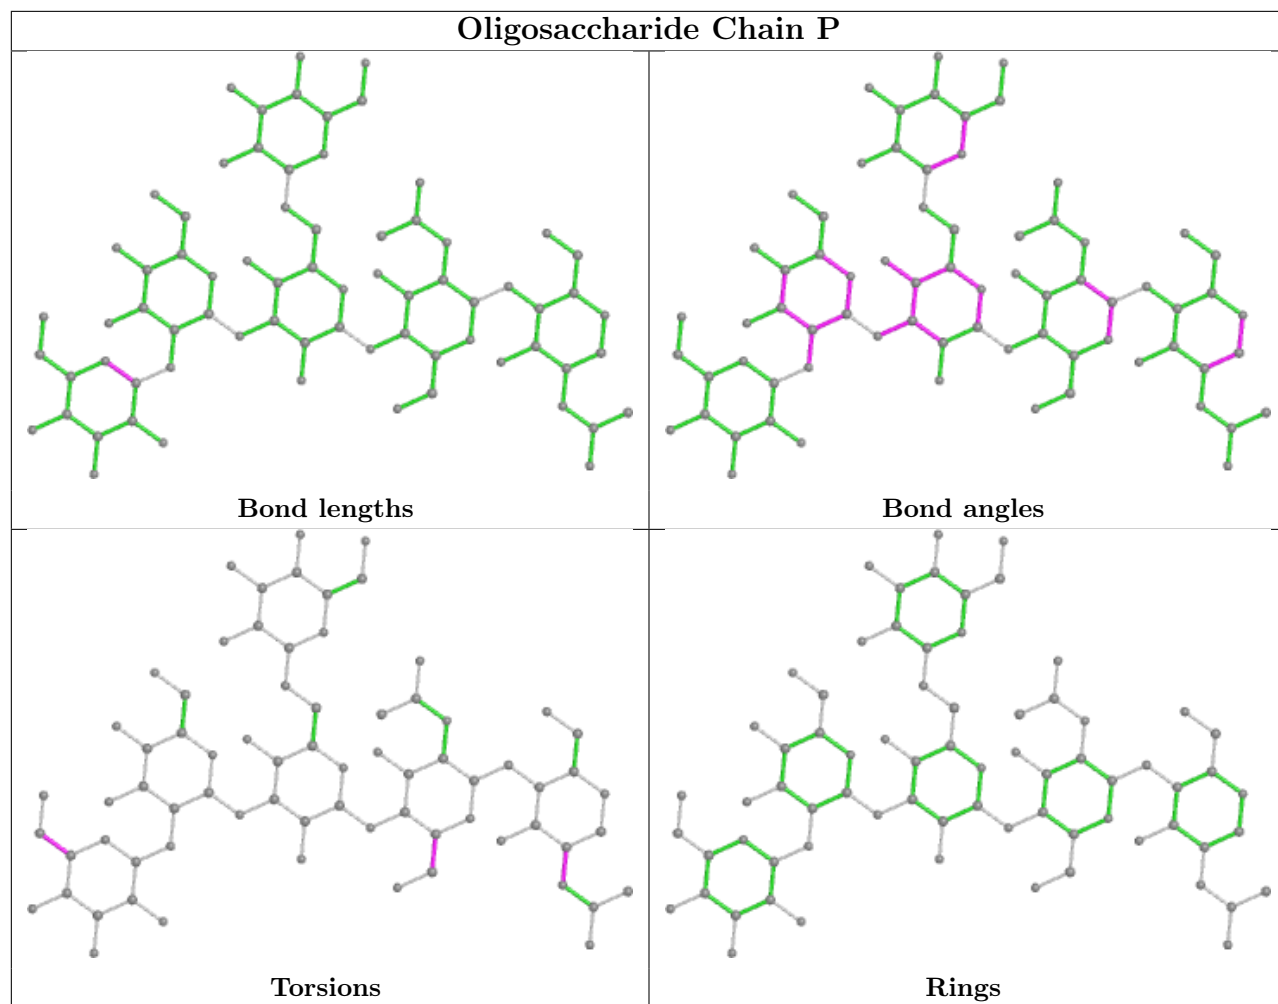 Oligosaccharide Chain P
Bond lengths
Bond angles
Torsions
Rings